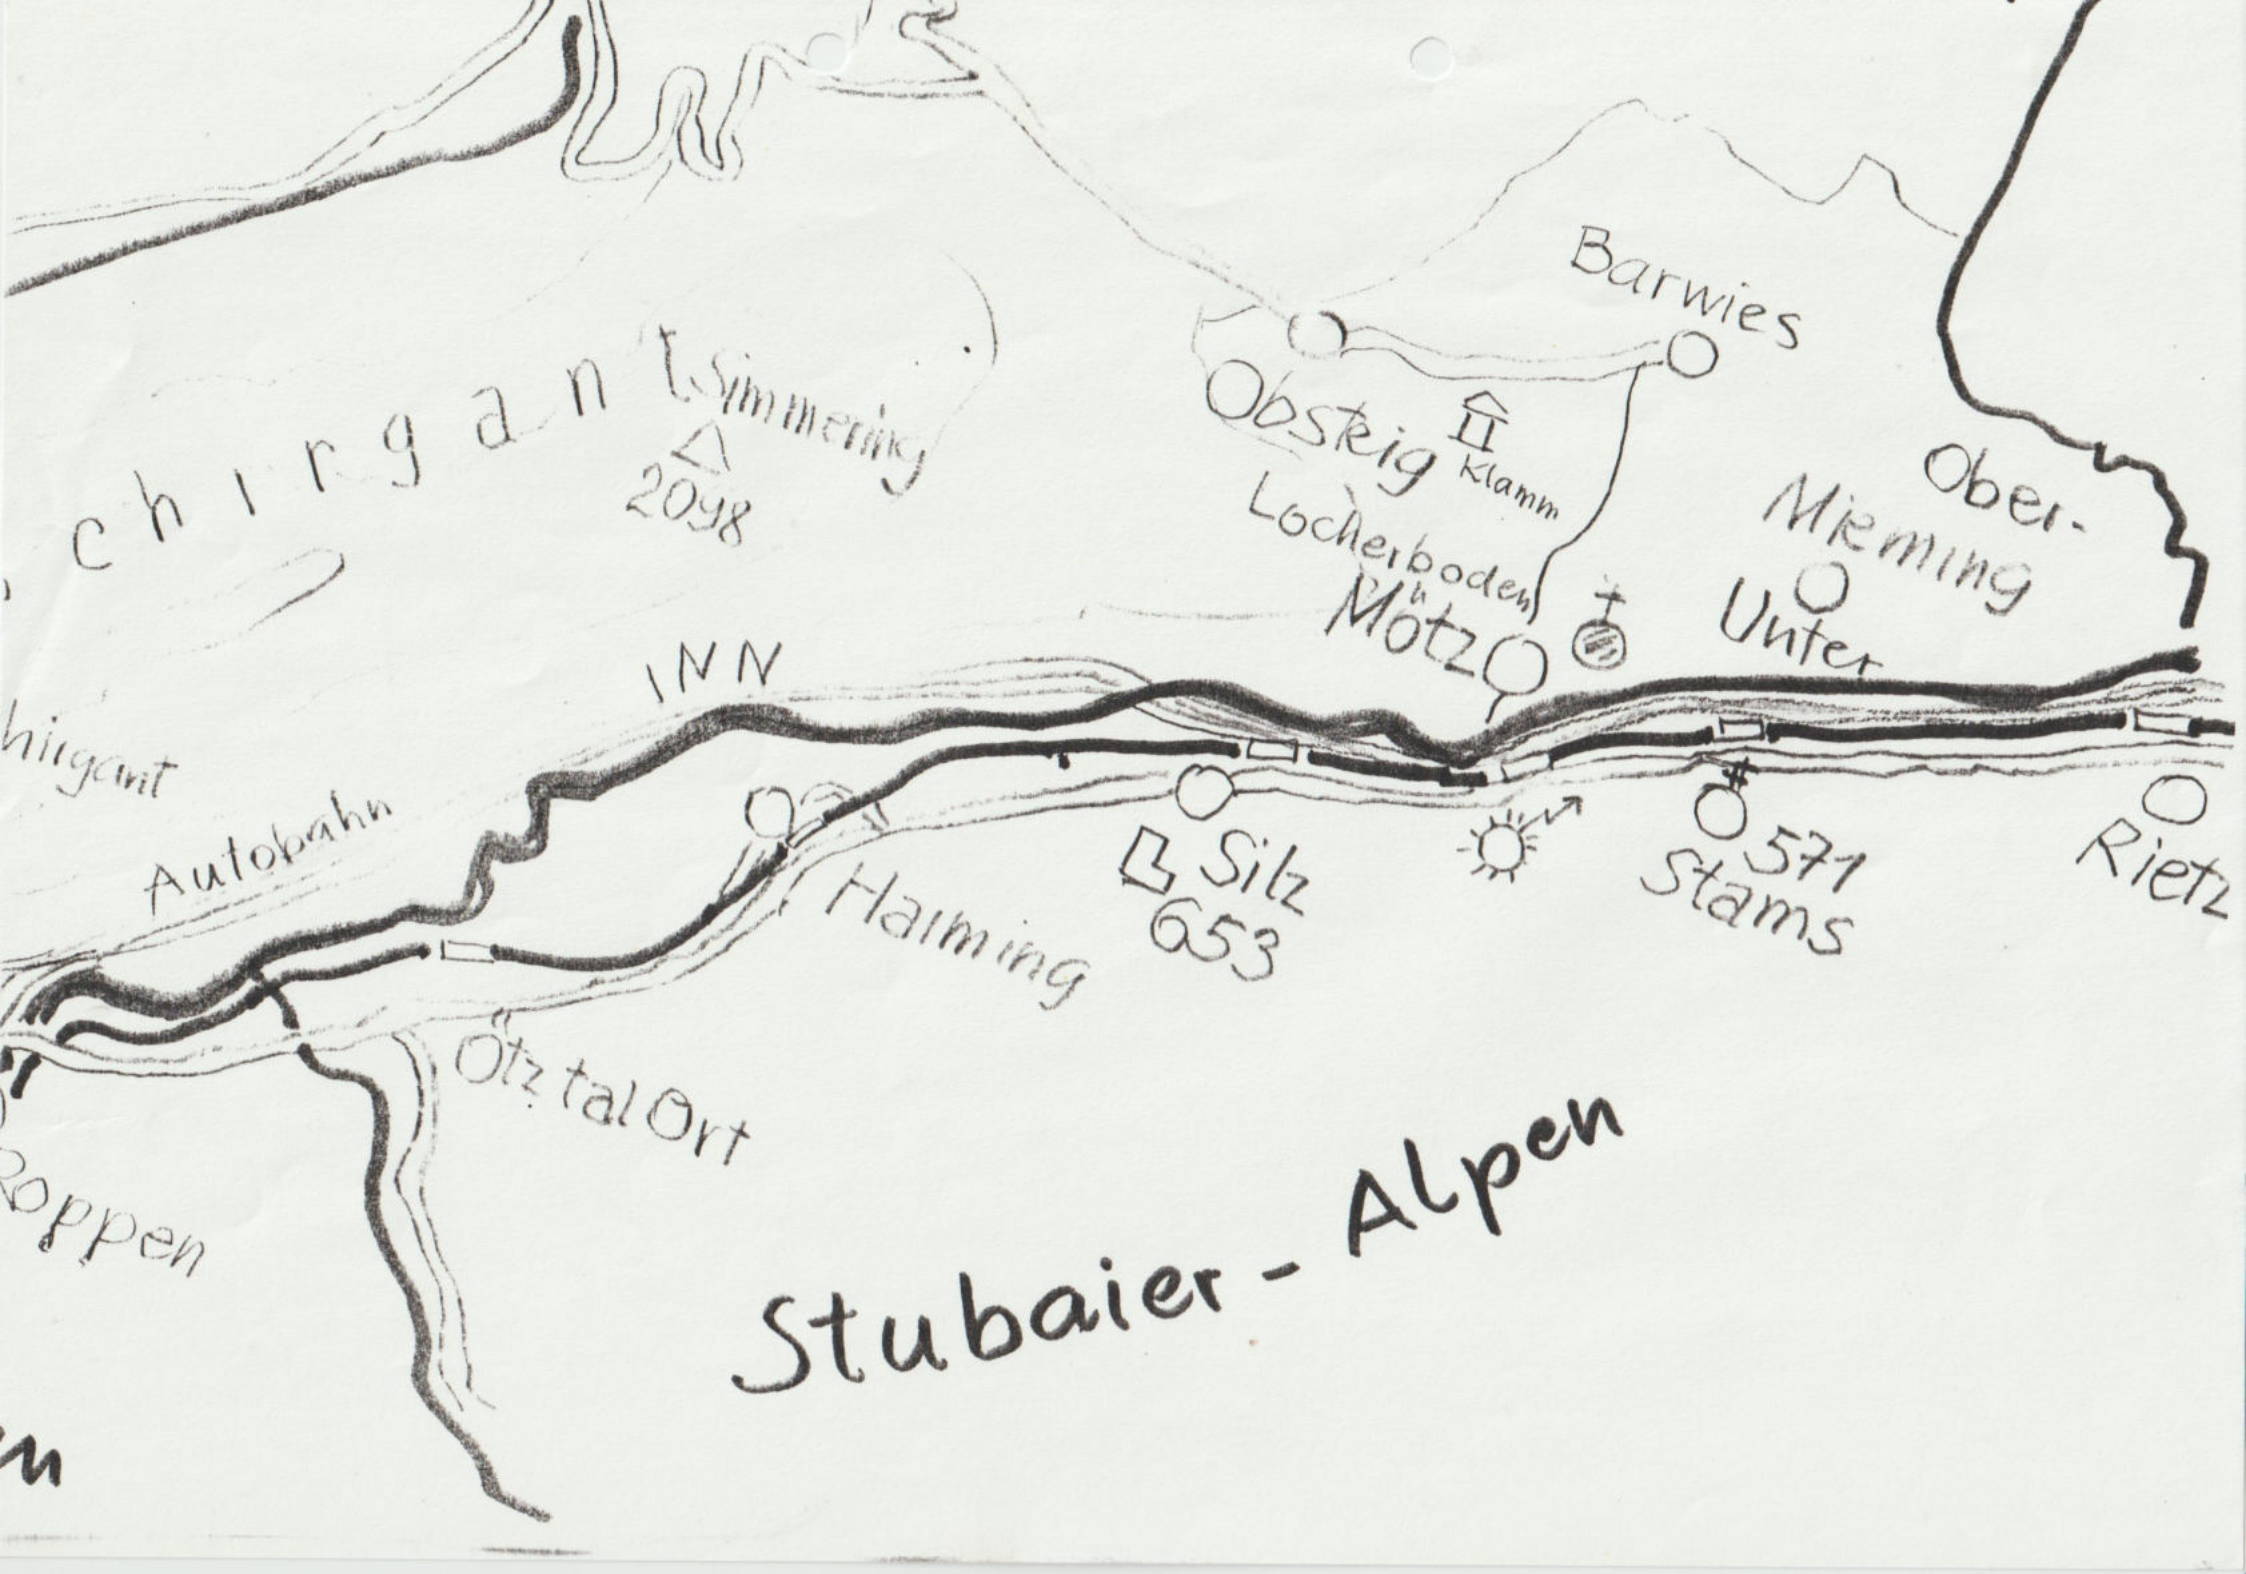 Barwies
Obsteig
Klamm
Ober-
Mieming
Unter
chirgant
Simmering
2098
Locherboden
Mötz
INN
hirgant
Autobahn
Haiming
Silz
653
571
Stams
Rietz
Ötztal Ort
Roppen
Stubaier-Alpen